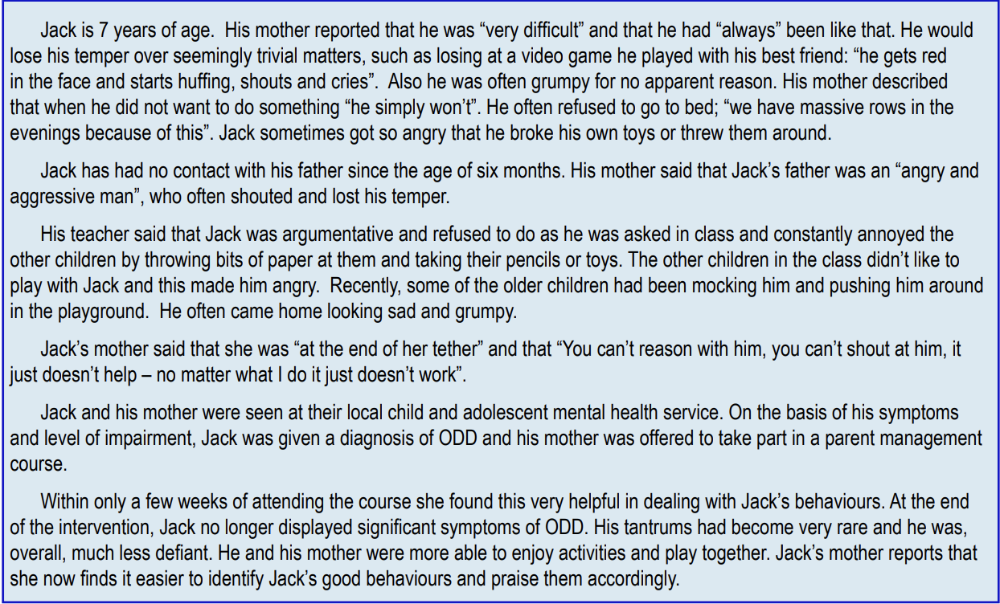 Jack is 7 years of age.  His mother reported that he was “very difficult” and that he had “always” been like that. He would
lose his temper over seemingly trivial matters, such as losing at a video game he played with his best friend: “he gets red
in the face and starts huffing, shouts and cries”.  Also he was often grumpy for no apparent reason. His mother described
that when he did not want to do something “he simply won’t”. He often refused to go to bed; “we have massive rows in the
evenings because of this”. Jack sometimes got so angry that he broke his own toys or threw them around.
Jack has had no contact with his father since the age of six months. His mother said that Jack’s father was an “angry and
aggressive man”, who often shouted and lost his temper.
His teacher said that Jack was argumentative and refused to do as he was asked in class and constantly annoyed the
other children by throwing bits of paper at them and taking their pencils or toys. The other children in the class didn’t like to
play with Jack and this made him angry.  Recently, some of the older children had been mocking him and pushing him around
in the playground.  He often came home looking sad and grumpy.
Jack’s mother said that she was “at the end of her tether” and that “You can’t reason with him, you can’t shout at him, it
just doesn’t help – no matter what I do it just doesn’t work”.
Jack and his mother were seen at their local child and adolescent mental health service. On the basis of his symptoms
and level of impairment, Jack was given a diagnosis of ODD and his mother was offered to take part in a parent management
course.
Within only a few weeks of attending the course she found this very helpful in dealing with Jack’s behaviours. At the end
of the intervention, Jack no longer displayed significant symptoms of ODD. His tantrums had become very rare and he was,
overall, much less defiant. He and his mother were more able to enjoy activities and play together. Jack’s mother reports that
she now finds it easier to identify Jack’s good behaviours and praise them accordingly.